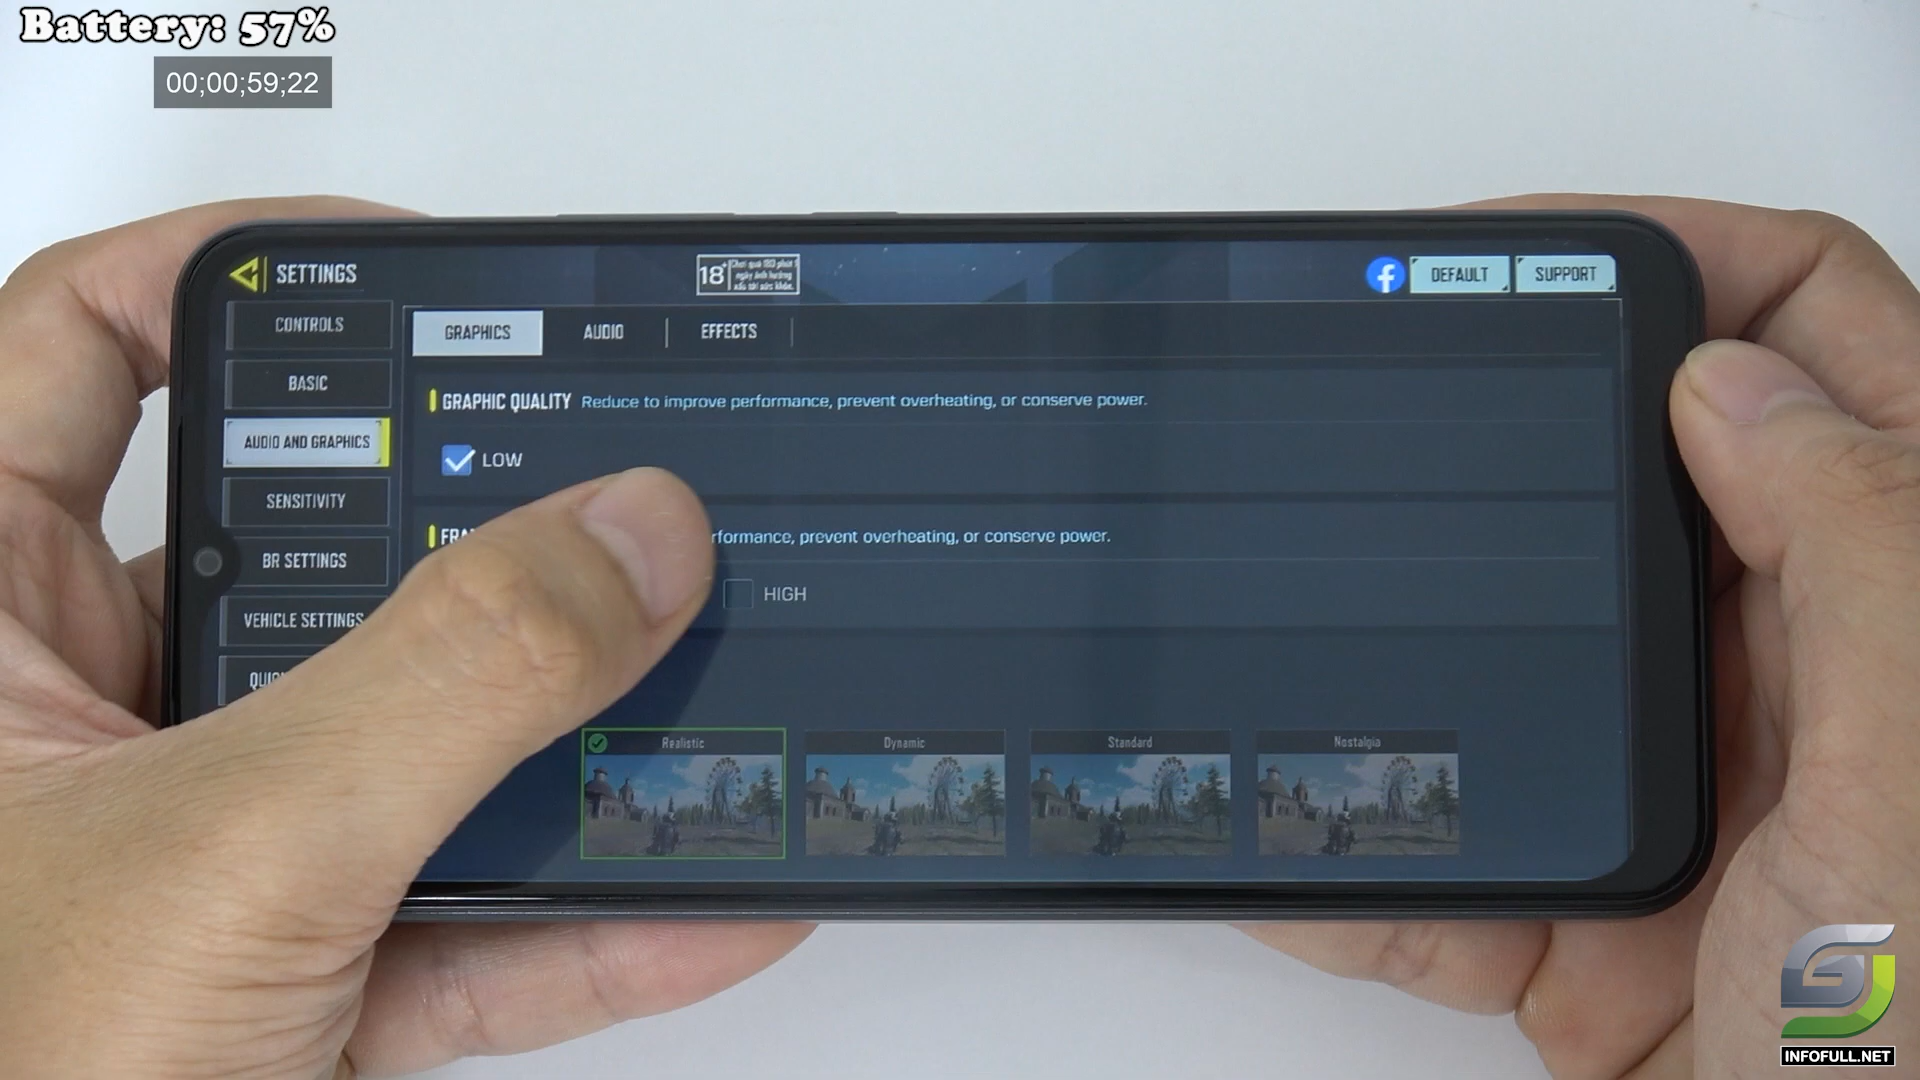 Battery: 57%
00;00;59;22
SETTINGS
18+
DEFAULT
SUPPORT
CONTROLS
GRAPHICS
AUDIO
EFFECTS
BASIC
GRAPHIC QUALITY Reduce to improve performance, prevent overheating, or conserve power.
AUDIO AND GRAPHICS
LOW
SENSITIVITY
formance, prevent overheating, or conserve power.
BR SETTINGS
HIGH
VEHICLE SETTINGS
Realistic
Dynamic
Standard
Nostalgia
INFOFULL.NET